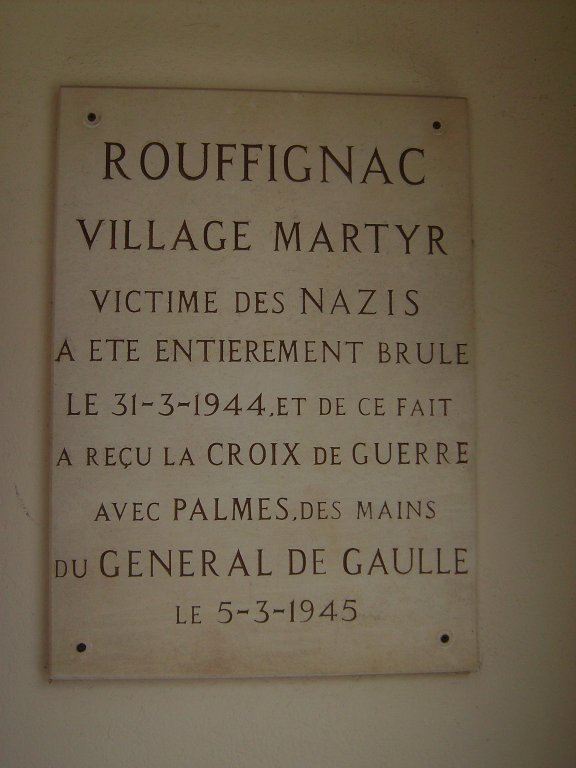 ROUFFIGNAC
VILLAGE MARTYR
VICTIME DES NAZIS
A ETE ENTIEREMENT BRULE
LE 31-3-1944, ET DE CE FAIT
A REÇU LA CROIX DE GUERRE
AVEC PALMES, DES MAINS
DU GENERAL DE GAULLE
LE 5-3-1945